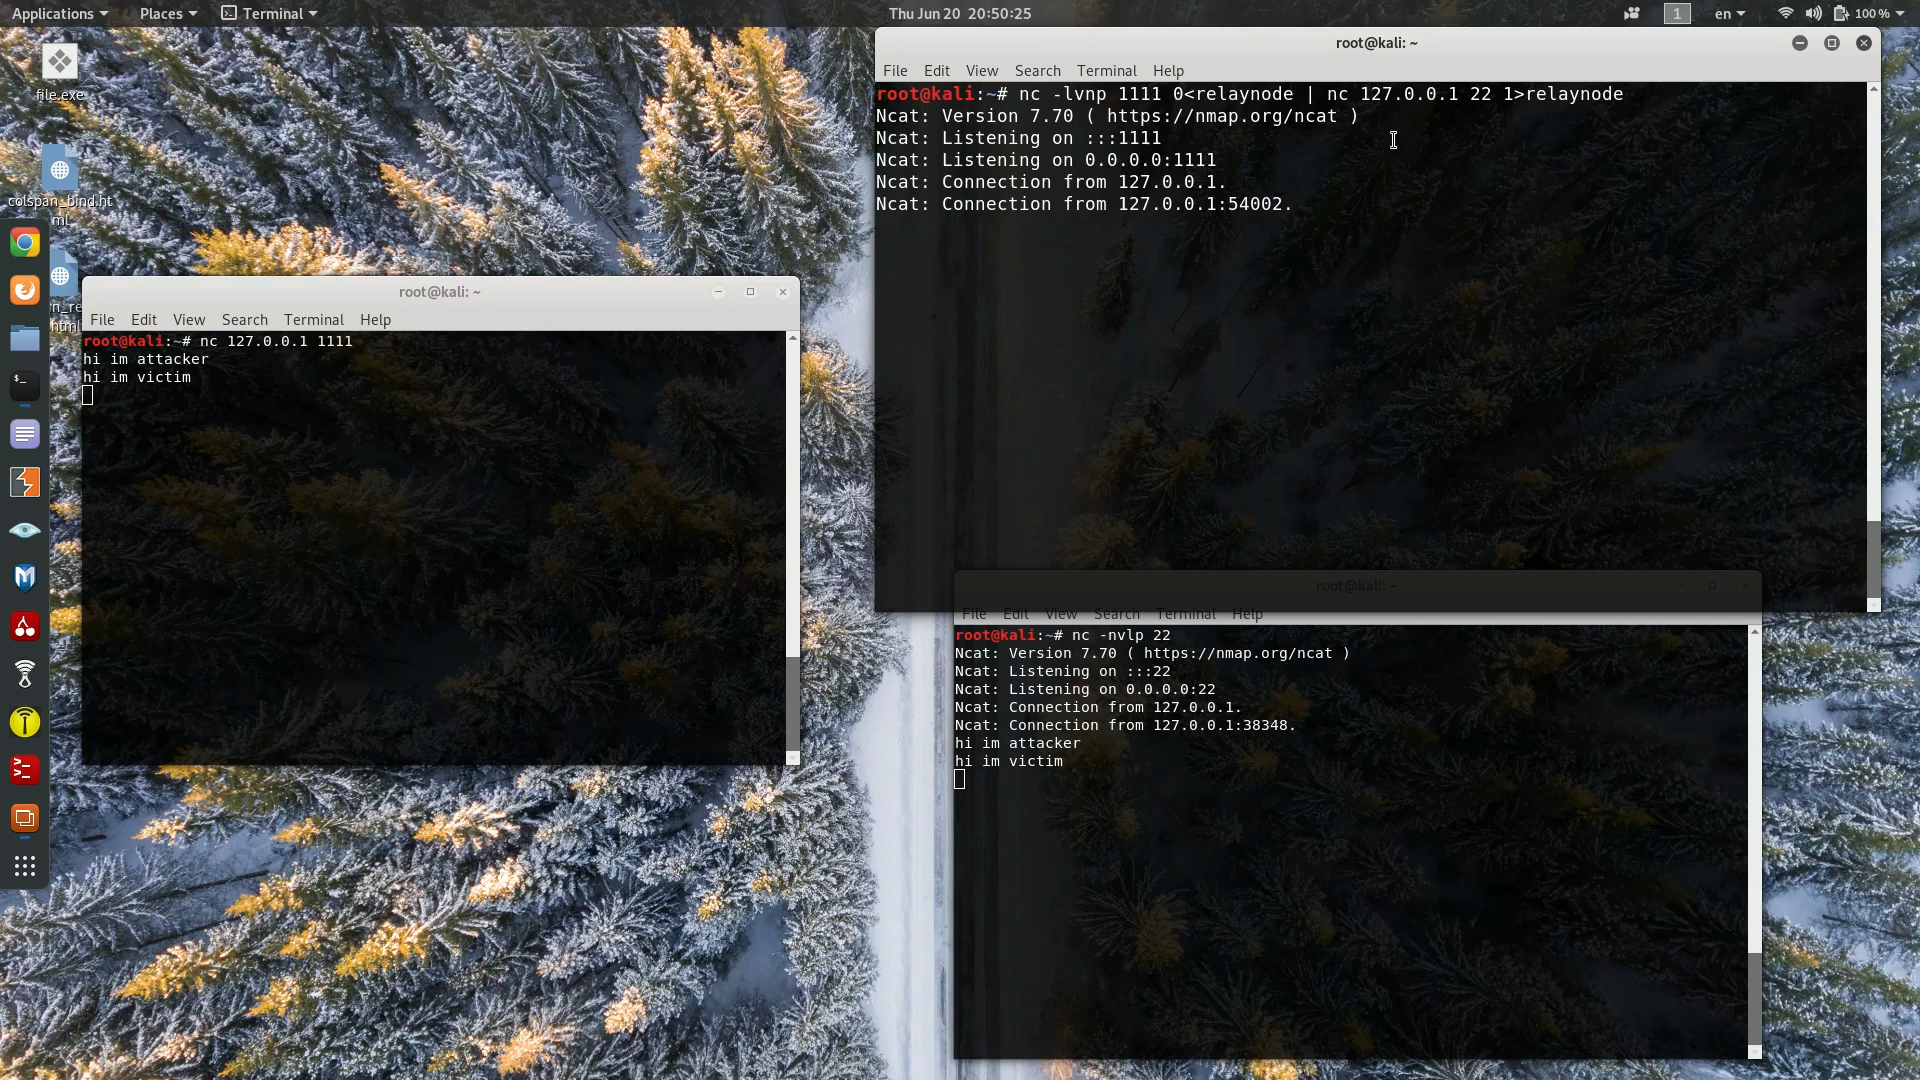 Applications Places Terminal Thu Jun 20 20:50:25 1 en 100 %
file.exe
colspan_bind.ht
ml
n_re
html
root@kali: ~
File Edit View Search Terminal Help
root@kali:~# nc -lvnp 1111 0<relaynode | nc 127.0.0.1 22 1>relaynode
Ncat: Version 7.70 ( https://nmap.org/ncat )
Ncat: Listening on :::1111
Ncat: Listening on 0.0.0.0:1111
Ncat: Connection from 127.0.0.1.
Ncat: Connection from 127.0.0.1:54002.
root@kali: ~
File Edit View Search Terminal Help
root@kali:~# nc 127.0.0.1 1111
hi im attacker
hi im victim
root@kali: ~
File Edit View Search Terminal Help
root@kali:~# nc -nvlp 22
Ncat: Version 7.70 ( https://nmap.org/ncat )
Ncat: Listening on :::22
Ncat: Listening on 0.0.0.0:22
Ncat: Connection from 127.0.0.1.
Ncat: Connection from 127.0.0.1:38348.
hi im attacker
hi im victim